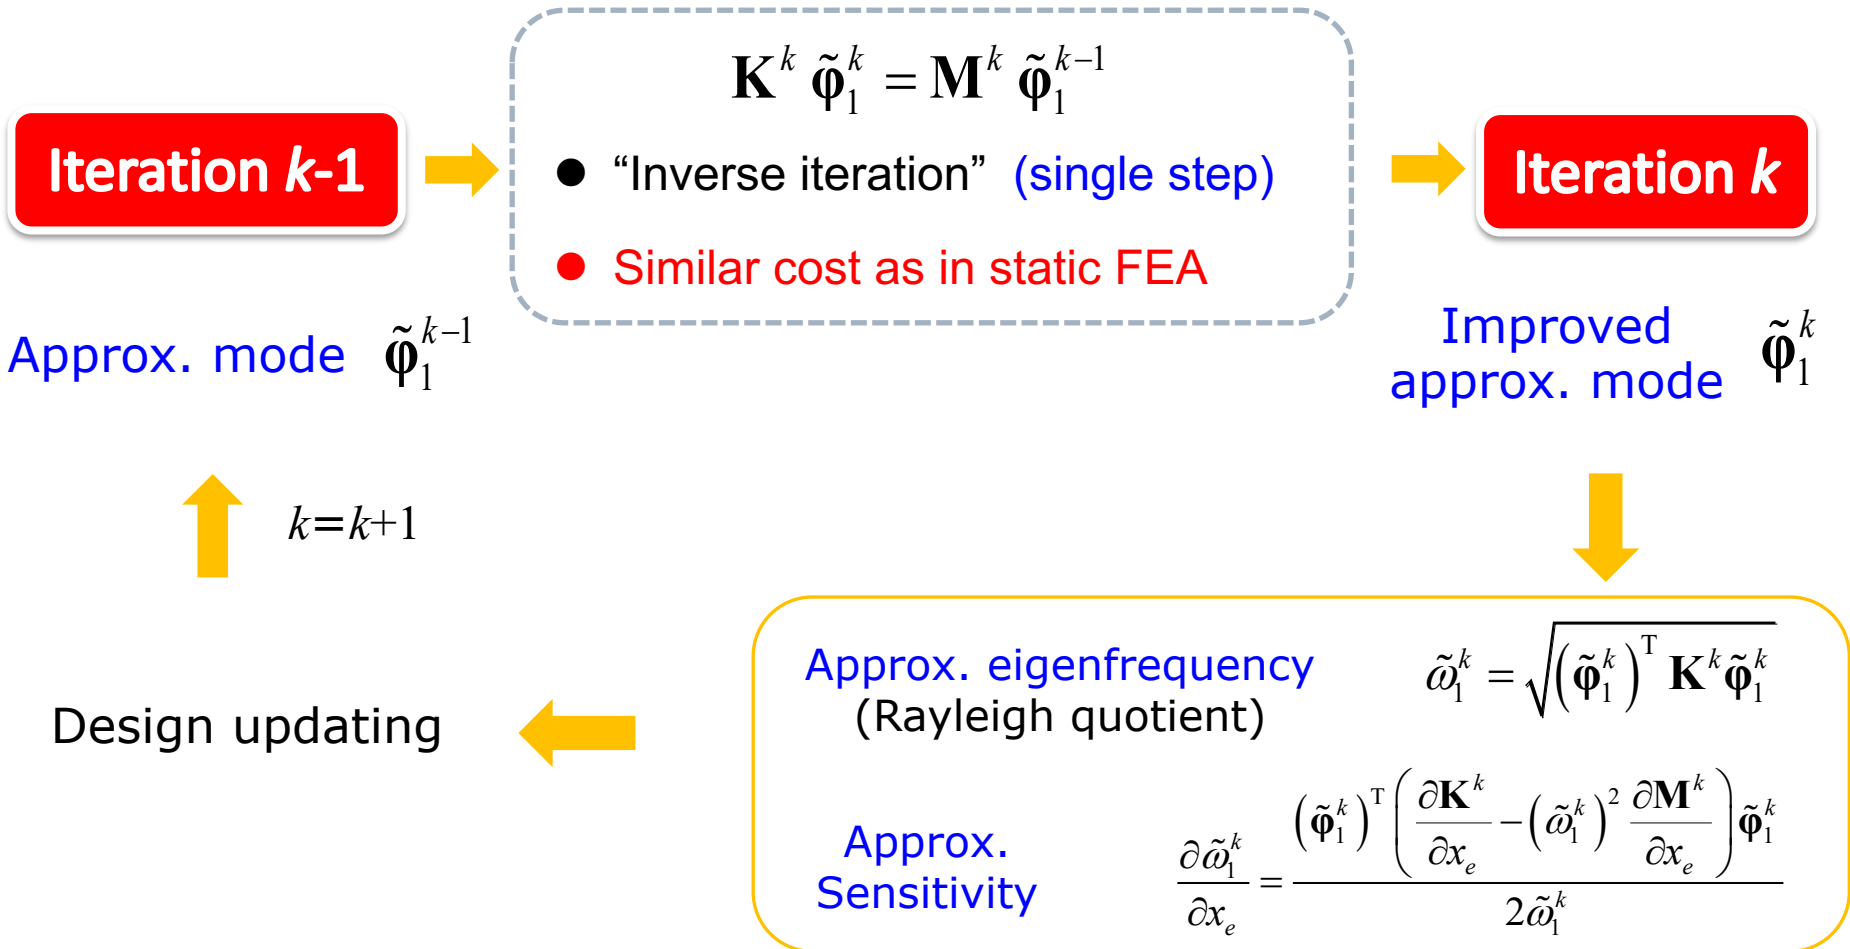 Iteration k-1
𝐊^k 𝛗̃_1^k = 𝐌^k 𝛗̃_1^{k−1}
● “Inverse iteration” (single step)
● Similar cost as in static FEA
Iteration k
Approx. mode 𝛗̃_1^{k−1}
Improved
approx. mode 𝛗̃_1^k
k=k+1
Approx. eigenfrequency
(Rayleigh quotient)
ω̃_1^k = √((𝛗̃_1^k)^T 𝐊^k 𝛗̃_1^k)
Approx.
Sensitivity
∂ω̃_1^k/∂x_e = (𝛗̃_1^k)^T (∂𝐊^k/∂x_e − (ω̃_1^k)^2 ∂𝐌^k/∂x_e) 𝛗̃_1^k / 2ω̃_1^k
Design updating